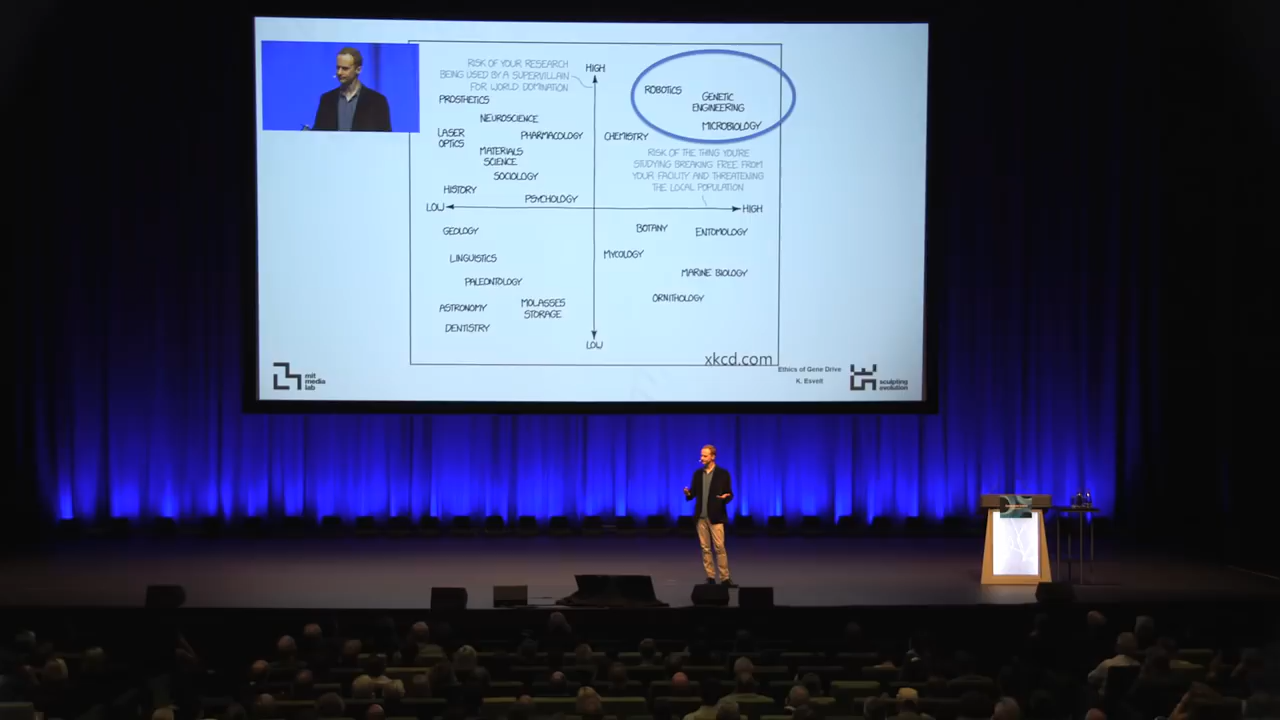 RISK OF YOUR RESEARCH
BEING USED BY A SUPERVILLAIN
FOR WORLD DOMINATION
HIGH
PROSTHETICS
ROBOTICS
GENETIC
ENGINEERING
NEUROSCIENCE
MICROBIOLOGY
LASER
OPTICS
PHARMACOLOGY
CHEMISTRY
MATERIALS
SCIENCE
RISK OF THE THING YOU'RE
STUDYING BREAKING FREE FROM
YOUR FACILITY AND THREATENING
THE LOCAL POPULATION
SOCIOLOGY
HISTORY
PSYCHOLOGY
LOW
HIGH
GEOLOGY
BOTANY
ENTOMOLOGY
LINGUISTICS
MYCOLOGY
PALEONTOLOGY
MARINE BIOLOGY
ASTRONOMY
MOLASSES
STORAGE
ORNITHOLOGY
DENTISTRY
LOW
xkcd.com
mit
media
lab
Ethics of Gene Drive
K. Esvelt
sculpting
evolution